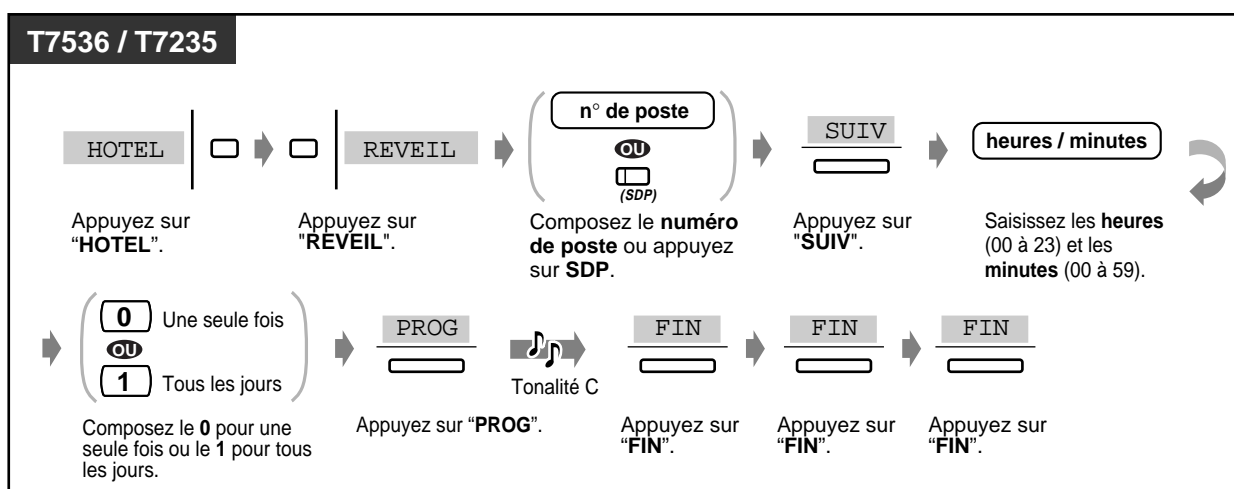 T7536 / T7235
HOTEL
REVEIL
n° de poste
OU
(SDP)
SUIV
heures / minutes
Appuyez sur
“HOTEL”.
Appuyez sur
"REVEIL".
Composez le numéro
de poste ou appuyez
sur SDP.
Appuyez sur
"SUIV".
Saisissez les heures
(00 à 23) et les
minutes (00 à 59).
0 Une seule fois
OU
1 Tous les jours
PROG
Tonalité C
FIN
FIN
FIN
Composez le 0 pour une
seule fois ou le 1 pour tous
les jours.
Appuyez sur “PROG”.
Appuyez sur
“FIN”.
Appuyez sur
“FIN”.
Appuyez sur
“FIN”.